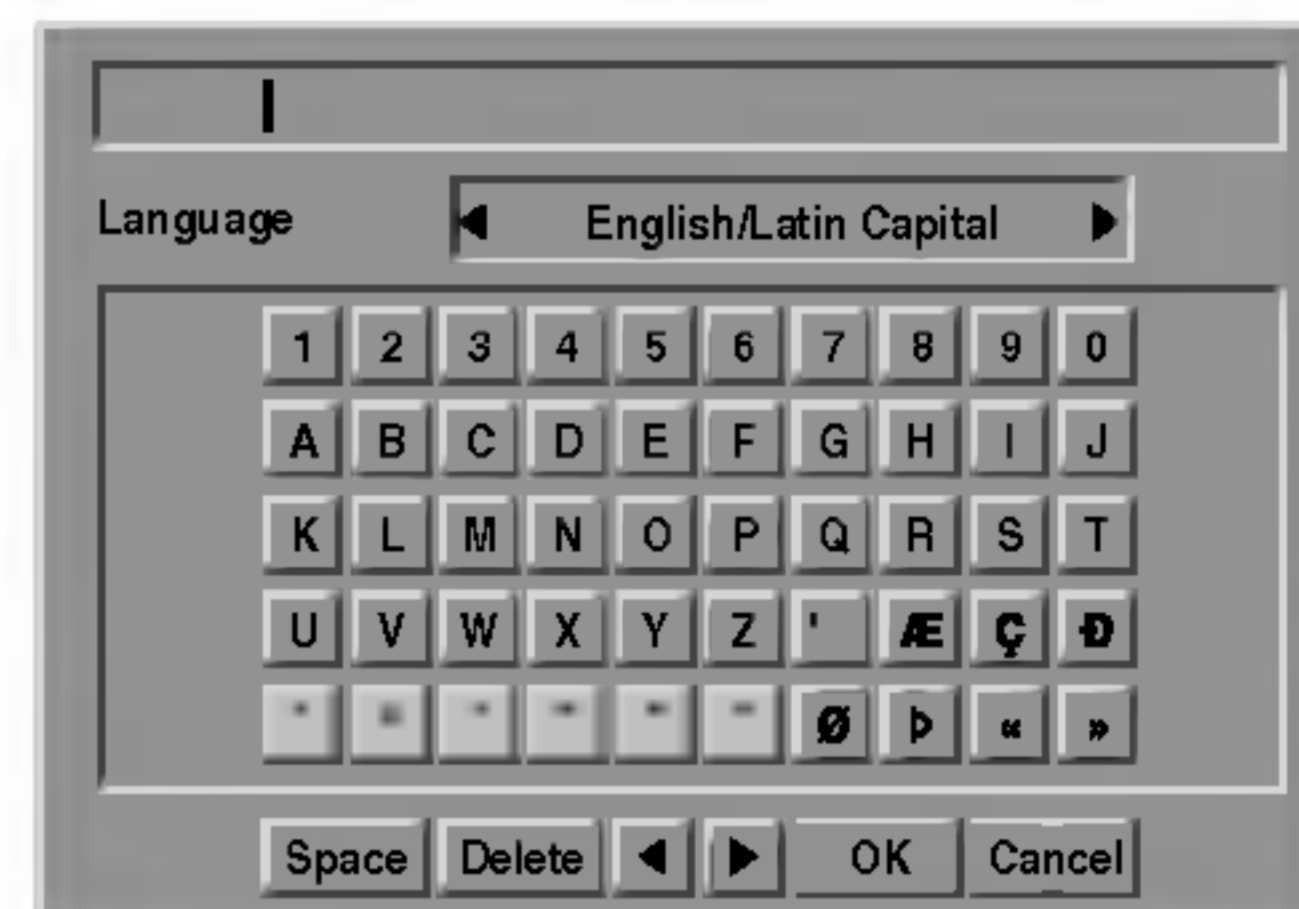 Language ◀ English/Latin Capital ▶
1 2 3 4 5 6 7 8 9 0
A B C D E F G H I J
K L M N O P Q R S T
U V W X Y Z ' Æ Ç Ð
Ø Þ « »
Space Delete ◀ ▶ OK Cancel